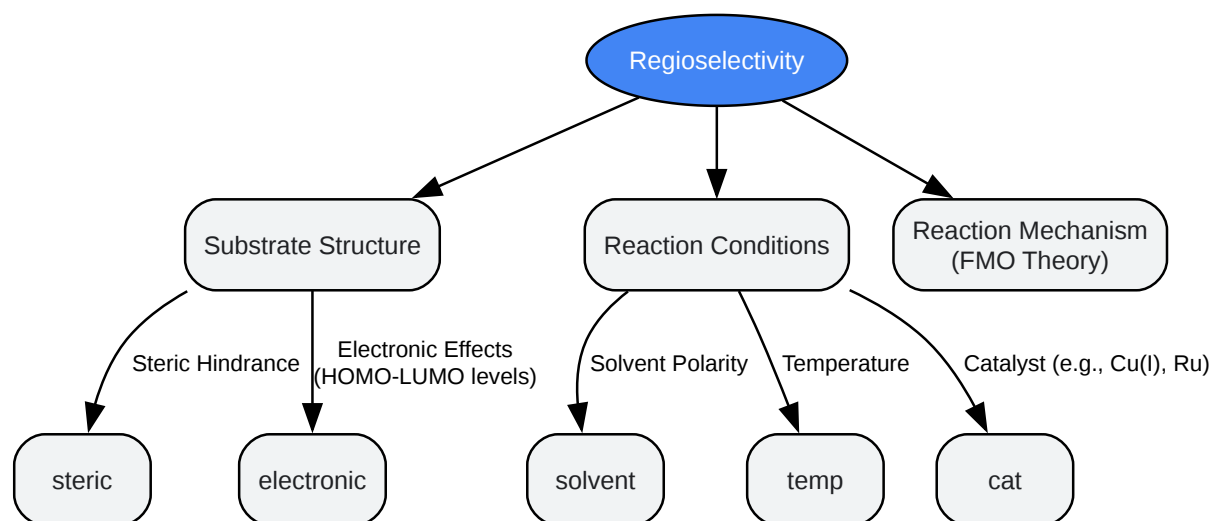 Regioselectivity
Substrate Structure
Reaction Conditions
Reaction Mechanism
(FMO Theory)
Steric Hindrance
Electronic Effects
(HOMO-LUMO levels)
Solvent Polarity
Temperature
Catalyst (e.g., Cu(I), Ru)
steric
electronic
solvent
temp
cat